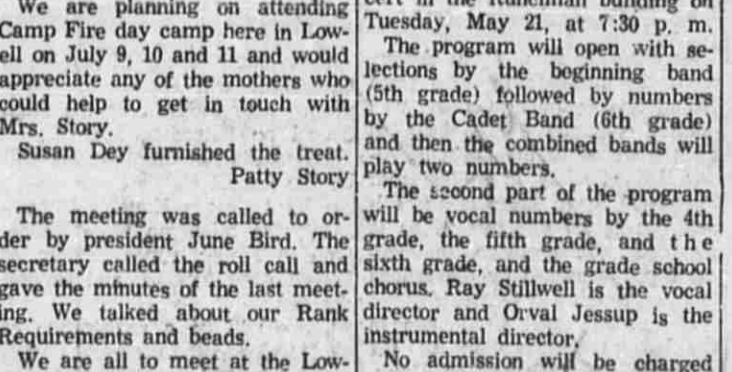 We are planning on attending
Camp Fire day camp here in Low-
ell on July 9, 10 and 11 and would
appreciate any of the mothers who
could help to get in touch with
Mrs. Story.
Susan Dey furnished the treat.
Patty Story
The meeting was called to or-
der by president June Bird. The
secretary called the roll call and
gave the minutes of the last meet-
ing. We talked about our Rank
Requirements and beads.
We are all to meet at the Low-
Tuesday, May 21, at 7:30 p. m.
The program will open with se-
lections by the beginning band
(5th grade) followed by numbers
by the Cadet Band (6th grade)
and then the combined bands will
play two numbers.
The second part of the program
will be vocal numbers by the 4th
grade, the fifth grade, and the
sixth grade, and the grade school
chorus. Ray Stillwell is the vocal
director and Orval Jessup is the
instrumental director.
No admission will be charged